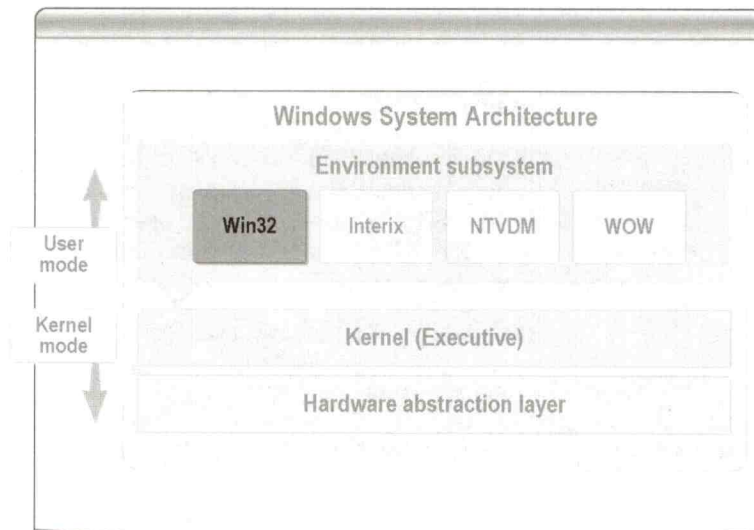 Windows System Architecture
Environment subsystem
Win32
Interix
NTVDM
WOW
User
mode
Kernel
mode
Kernel (Executive)
Hardware abstraction layer